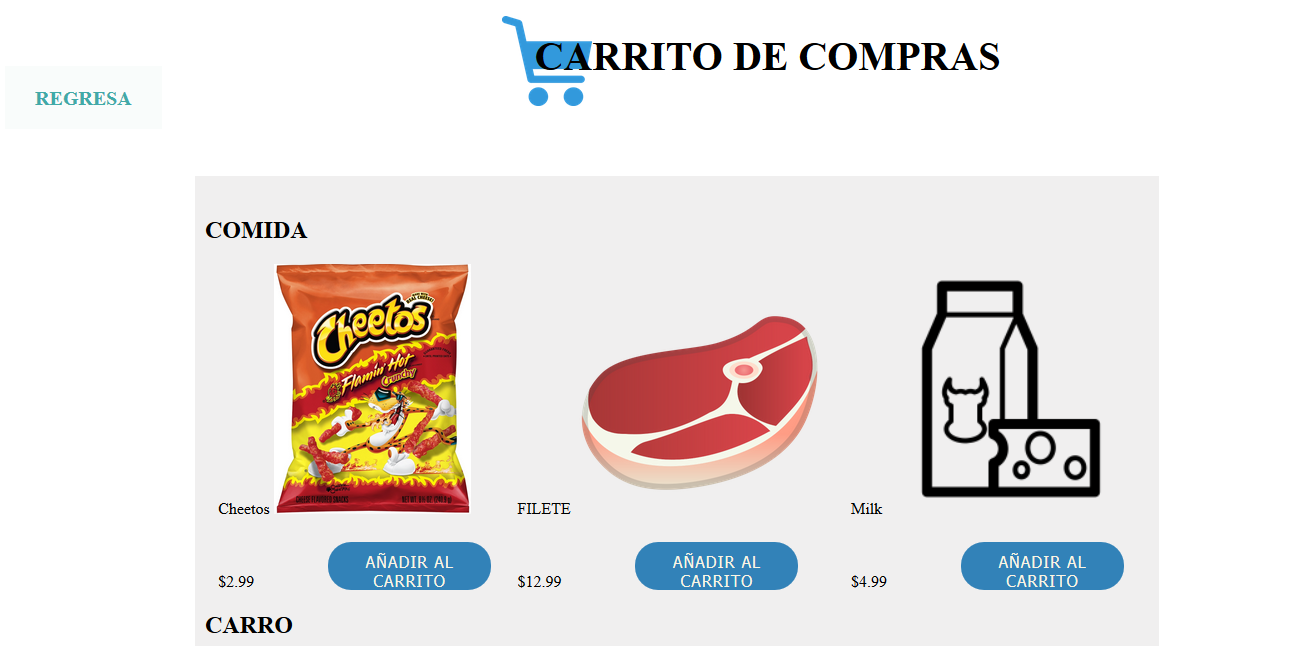 CARRITO DE COMPRAS
REGRESA
COMIDA
Cheetos
Flamin' Hot
Crunchy
Cheetos
FILETE
Milk
$2.99
AÑADIR AL
CARRITO
$12.99
AÑADIR AL
CARRITO
$4.99
AÑADIR AL
CARRITO
CARRO